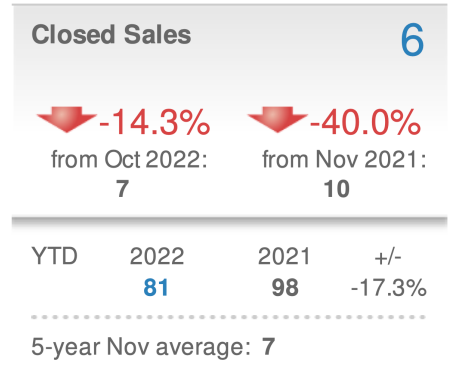 Closed Sales 6
-14.3% -40.0%
from Oct 2022: from Nov 2021:
7 10
YTD 2022 2021 +/-
81 98 -17.3%
5-year Nov average: 7